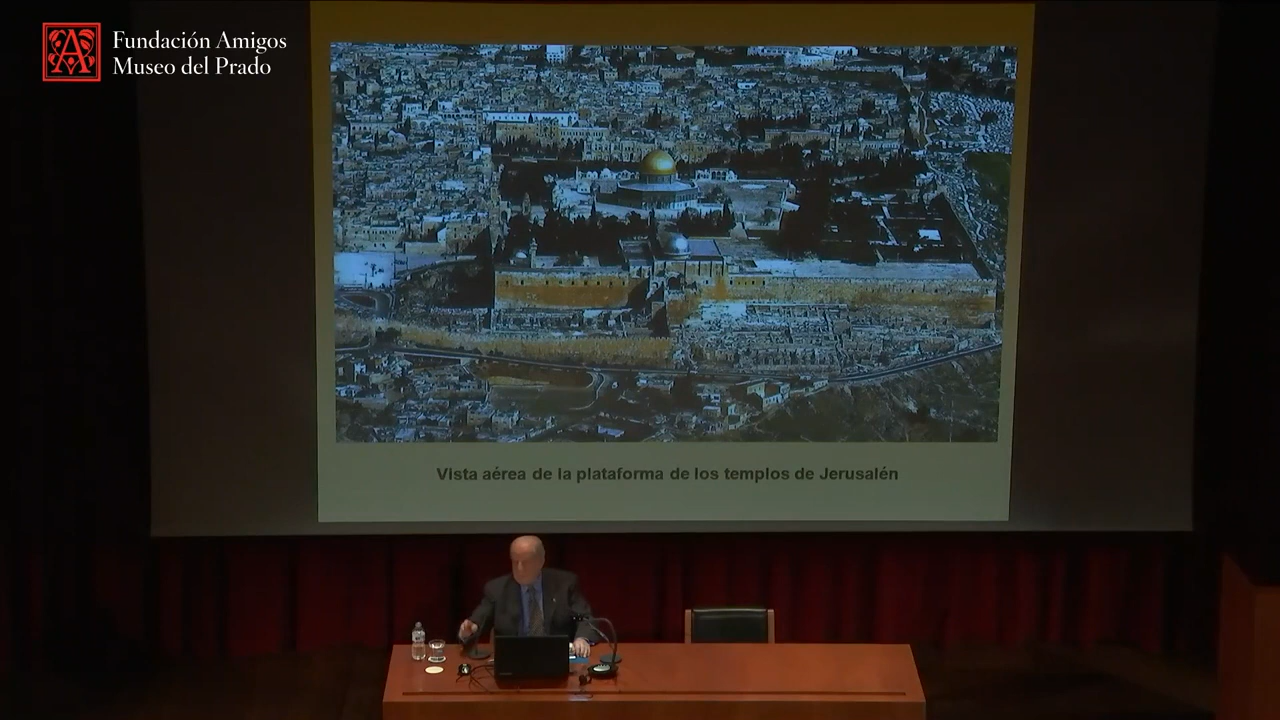 Fundación Amigos
Museo del Prado
Vista aérea de la plataforma de los templos de Jerusalén